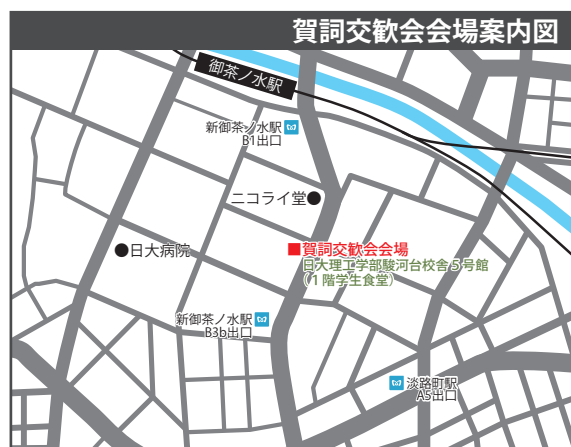 賀詞交歓会会場案内図
御茶ノ水駅
新御茶ノ水駅
B1出口
ニコライ堂●
●日大病院
■賀詞交歓会会場
日大理工学部駿河台校舎 5 号館
（１階学生食堂）
新御茶ノ水駅
B3b出口
淡路町駅
A5出口